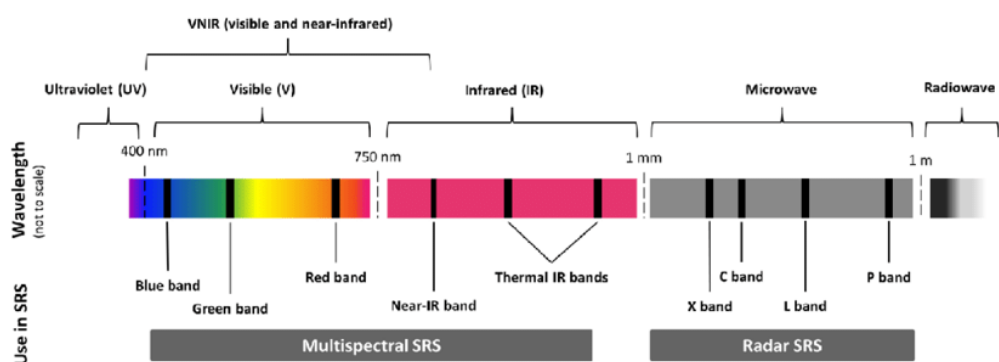 VNIR (visible and near-infrared)
Ultraviolet (UV)
Visible (V)
Infrared (IR)
Microwave
Radiowave
400 nm
750 nm
1 mm
1 m
Wavelength
(not to scale)
Blue band
Green band
Red band
Near-IR band
Thermal IR bands
X band
C band
L band
P band
Use in SRS
Multispectral SRS
Radar SRS